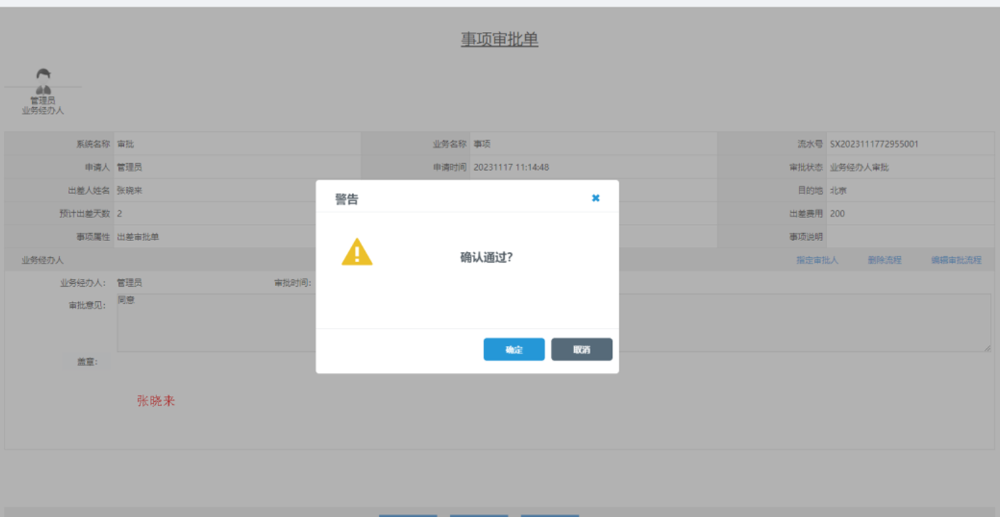 事项审批单
管理员
业务经办人
系统名称 审批 业务名称 事项 流水号 SX2023111772955001
申请人 管理员 申请时间 20231117 11:14:48 审批状态 业务经办人审批
出差人姓名 张晓来 目的地 北京
预计出差天数 2 出差费用 200
事项属性 出差审批单 事项说明
业务经办人 指定审批人 删除流程 编辑审批流程
业务经办人: 管理员 审批时间:
审批意见: 同意
盖章:
张晓来
警告
确认通过?
确定 取消